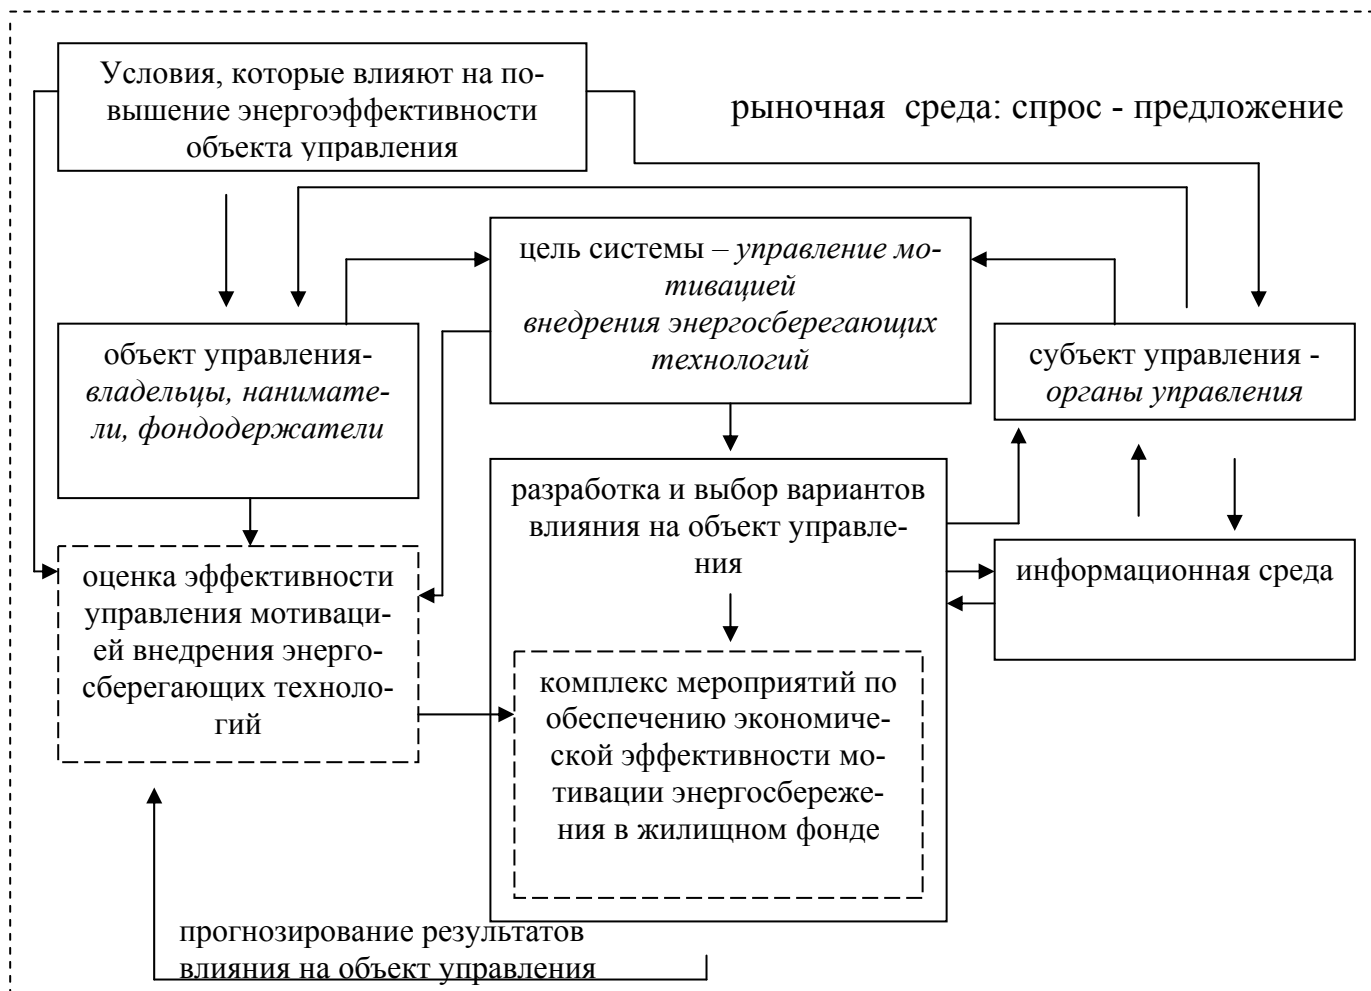 Условия, которые влияют на по-
вышение энергоэффективности
объекта управления
рыночная среда: спрос - предложение
цель системы – управление мо-
тивацией
внедрения энергосберегающих
технологий
объект управления-
владельцы, нанимате-
ли, фондодержатели
субъект управления -
органы управления
разработка и выбор вариантов
влияния на объект управле-
ния
информационная среда
оценка эффективности
управления мотиваци-
ей внедрения энерго-
сберегающих техноло-
гий
комплекс мероприятий по
обеспечению экономиче-
ской эффективности мо-
тивации энергосбереже-
ния в жилищном фонде
прогнозирование результатов
влияния на объект управления